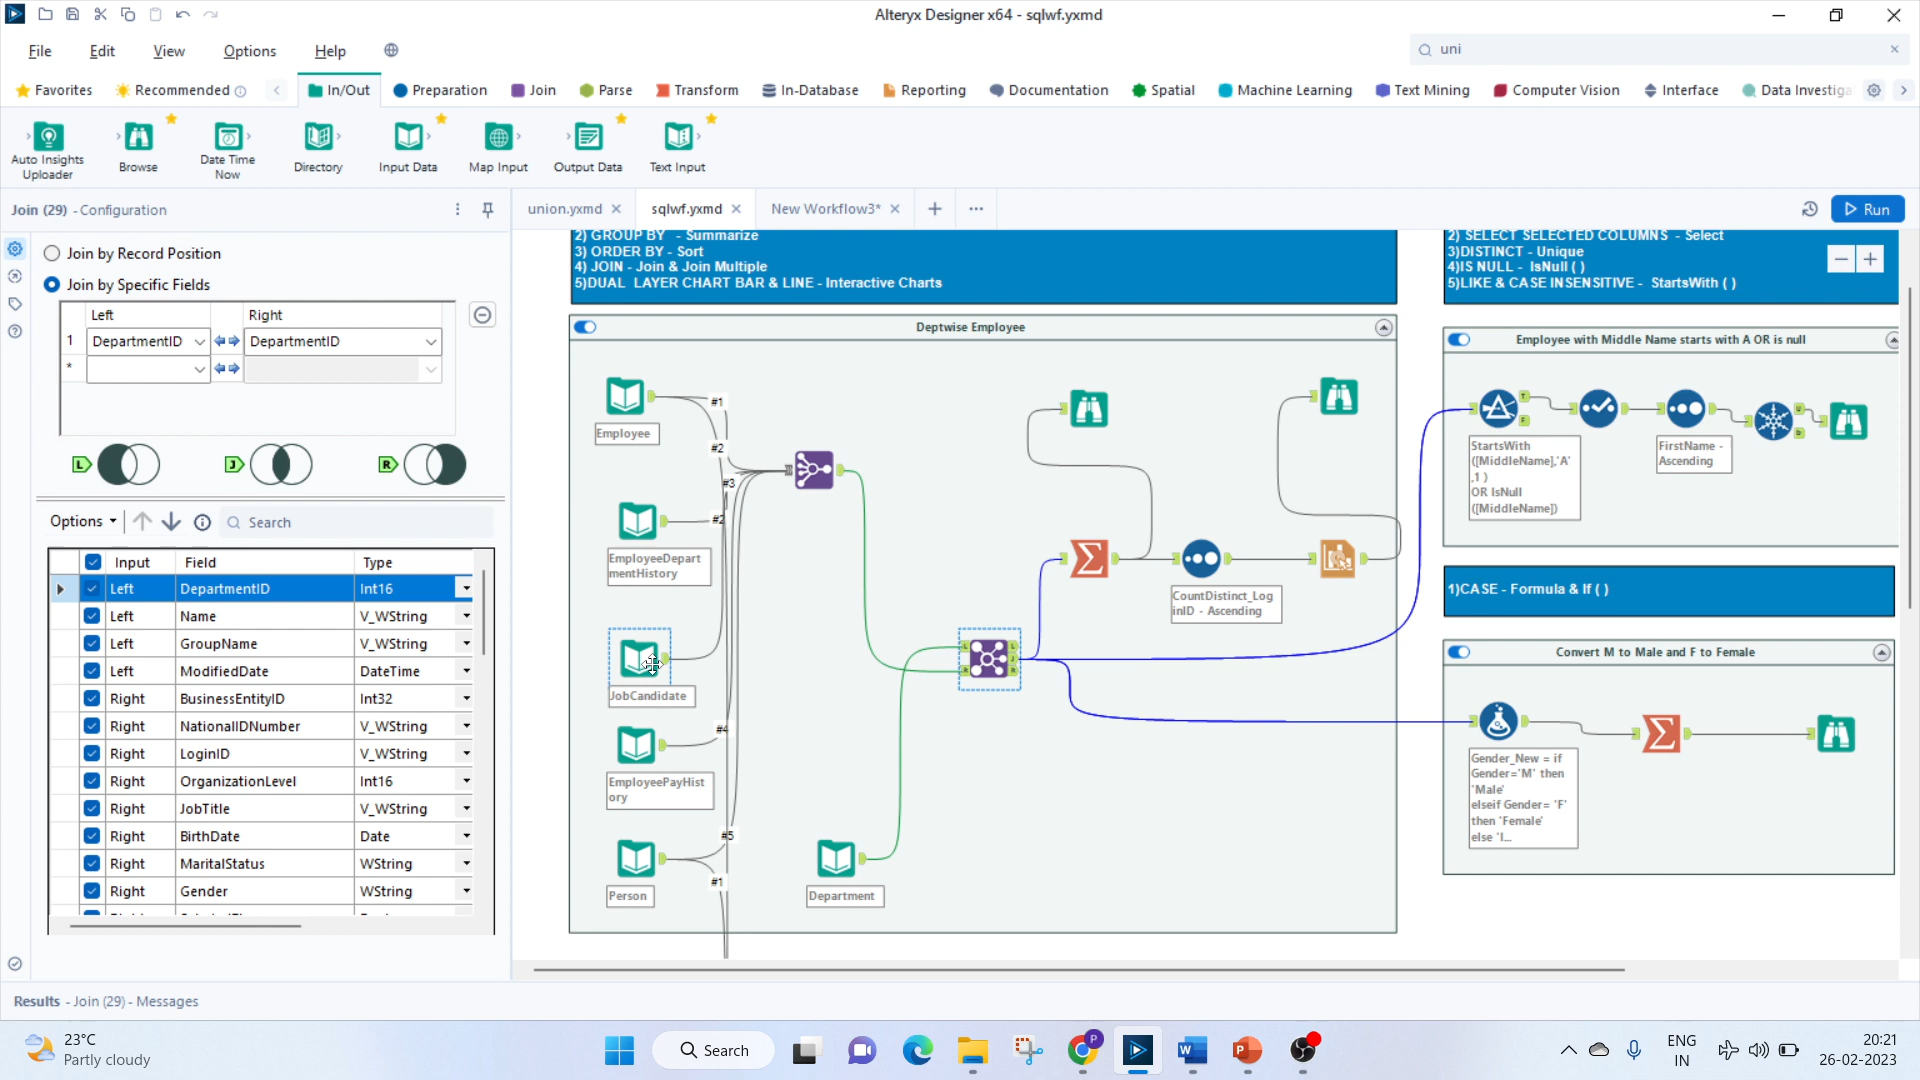 Alteryx Designer x64 - sqlwf.yxmd
File Edit View Options Help
uni
Favorites Recommended In/Out Preparation Join Parse Transform In-Database Reporting Documentation Spatial Machine Learning Text Mining Computer Vision Interface Data Investiga
Auto Insights
Uploader
Browse
Date Time
Now
Directory
Input Data
Map Input
Output Data
Text Input
Join (29) - Configuration
union.yxmd sqlwf.yxmd New Workflow3* Run
Join by Record Position
Join by Specific Fields
Left Right
1 DepartmentID DepartmentID
*
L J R
Options Search
Input Field Type
Left DepartmentID Int16
Left Name V_WString
Left GroupName V_WString
Left ModifiedDate DateTime
Right BusinessEntityID Int32
Right NationalIDNumber V_WString
Right LoginID V_WString
Right OrganizationLevel Int16
Right JobTitle V_WString
Right BirthDate Date
Right MaritalStatus WString
Right Gender WString
2) GROUP BY - Summarize
3) ORDER BY - Sort
4) JOIN - Join & Join Multiple
5)DUAL LAYER CHART BAR & LINE - Interactive Charts
Deptwise Employee
Employee
EmployeeDepart
mentHistory
JobCandidate
EmployeePayHist
ory
Person
Department
#1
#2
#3
#2
#4
#5
#1
CountDistinct_Log
inID - Ascending
2) SELECT SELECTED COLUMNS - Select
3)DISTINCT - Unique
4)IS NULL - IsNull ( )
5)LIKE & CASE INSENSITIVE - StartsWith ( )
Employee with Middle Name starts with A OR is null
StartsWith
([MiddleName],'A'
,1 )
OR IsNull
([MiddleName])
FirstName -
Ascending
1)CASE - Formula & If ( )
Convert M to Male and F to Female
Gender_New = if
Gender='M' then
'Male'
elseif Gender= 'F'
then 'Female'
else 'I...
Results - Join (29) - Messages
23°C
Partly cloudy
Search
ENG
IN
20:21
26-02-2023